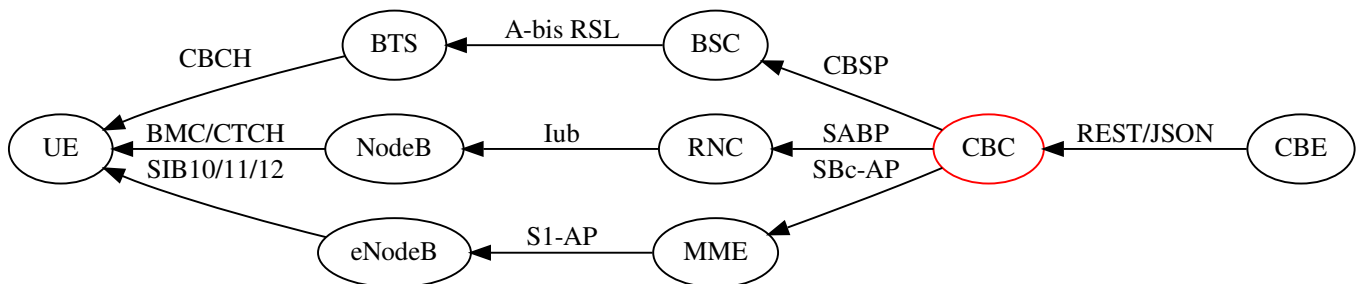 CBCH
BTS
A-bis RSL
BSC
CBSP
UE
BMC/CTCH
SIB10/11/12
NodeB
Iub
RNC
SABP
SBc-AP
CBC
REST/JSON
CBE
eNodeB
S1-AP
MME